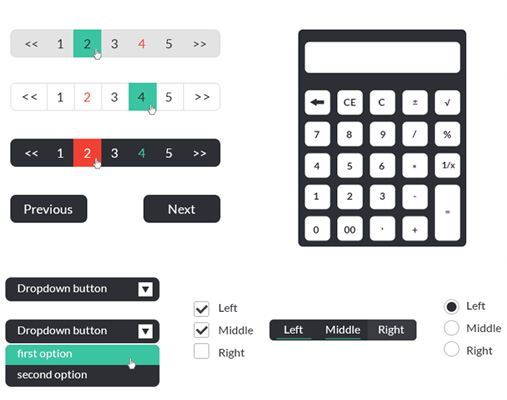 << 1 2 3 4 5 >>
<< 1 2 3 4 5 >>
<< 1 2 3 4 5 >>
Previous Next
CE C ± √
7 8 9 / %
4 5 6 * 1/x
1 2 3 - =
0 00 , +
Dropdown button
Dropdown button
first option
second option
Left
Middle
Right
Left Middle Right
Left
Middle
Right